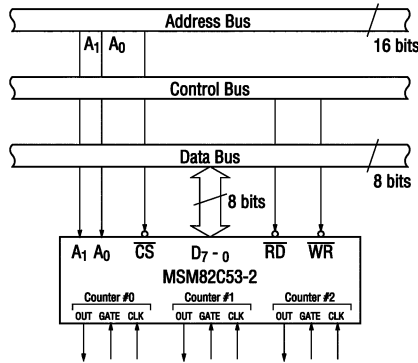 Address Bus
A1 A0
16 bits
Control Bus
Data Bus
8 bits
8 bits
A1 A0 CS D7 - 0 RD WR
MSM82C53-2
Counter #0 Counter #1 Counter #2
OUT GATE CLK OUT GATE CLK OUT GATE CLK